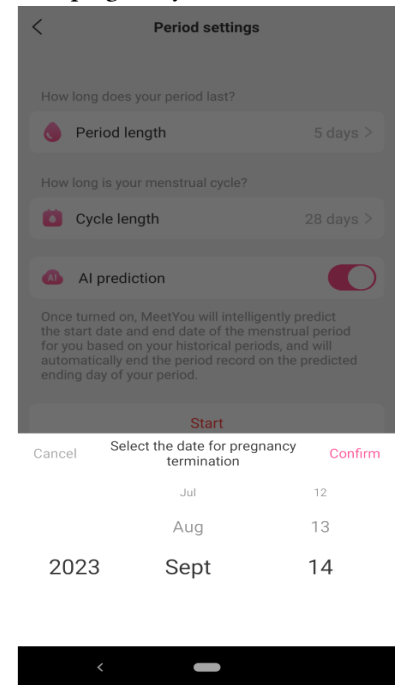 Period settings
How long does your period last?
Period length 5 days >
How long is your menstrual cycle?
Cycle length 28 days >
AI AI prediction
Once turned on, MeetYou will intelligently predict
the start date and end date of the menstrual period
for you based on your historical periods, and will
automatically end the period record on the predicted
ending day of your period.
Start
Cancel Select the date for pregnancy Confirm
termination
Jul 12
Aug 13
2023 Sept 14